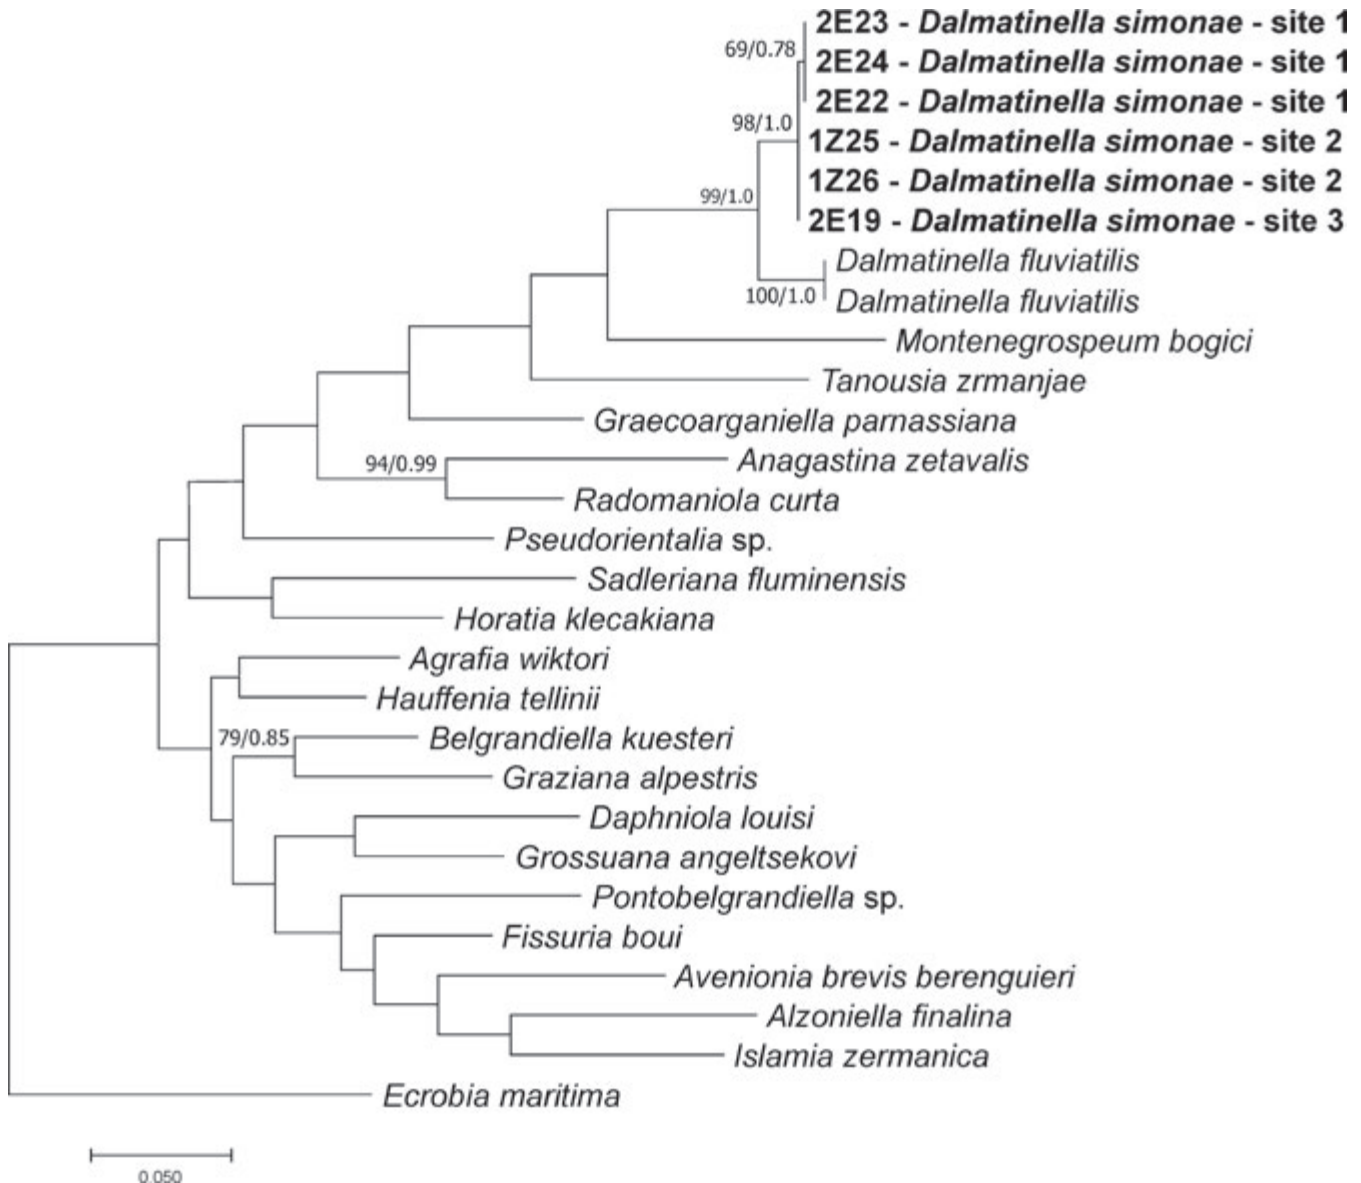 2E23 - Dalmatinella simonae - site 1
69/0.78
2E24 - Dalmatinella simonae - site 1
2E22 - Dalmatinella simonae - site 1
98/1.0
1Z25 - Dalmatinella simonae - site 2
1Z26 - Dalmatinella simonae - site 2
99/1.0
2E19 - Dalmatinella simonae - site 3
Dalmatinella fluviatilis
100/1.0
Dalmatinella fluviatilis
Montenegrospeum bogici
Tanousia zrmanjae
Graecoarganiella parnassiana
94/0.99
Anagastina zetavalis
Radomaniola curta
Pseudorientalia sp.
Sadleriana fluminensis
Horatia klecakiana
Agrafia wiktori
Hauffenia tellinii
79/0.85
Belgrandiella kuesteri
Graziana alpestris
Daphniola louisi
Grossuana angeltsekovi
Pontobelgrandiella sp.
Fissuria boui
Avenionia brevis berenguieri
Alzoniella finalina
Islamia zermanica
Ecrobia maritima
0.050